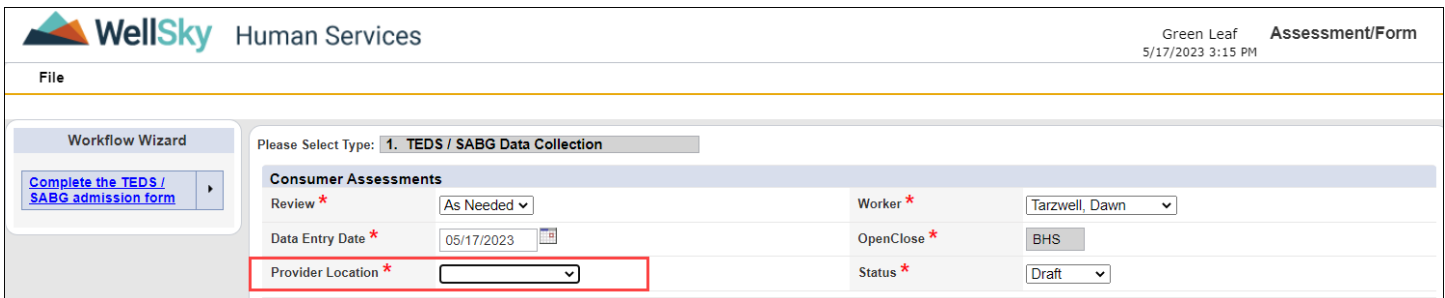 WellSky Human Services
Green Leaf Assessment/Form
5/17/2023 3:15 PM
File
Workflow Wizard
Complete the TEDS /
SABG admission form
Please Select Type: 1. TEDS / SABG Data Collection
Consumer Assessments
Review * As Needed Worker * Tarzwell, Dawn
Data Entry Date * 05/17/2023 OpenClose * BHS
Provider Location * Status * Draft